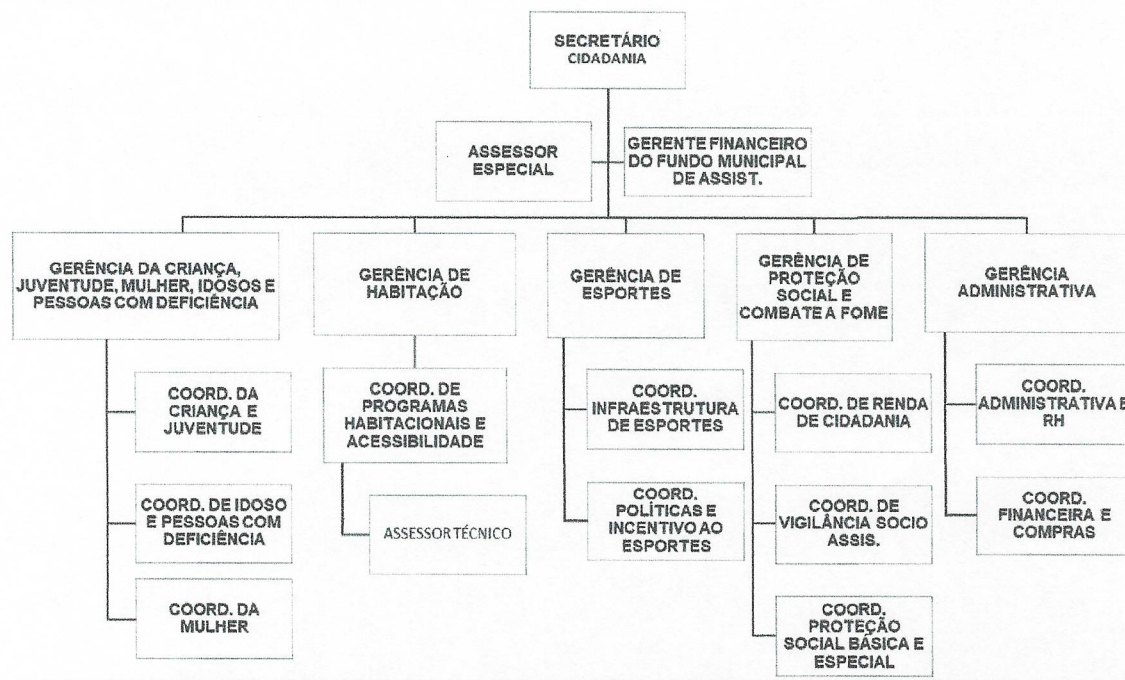 SECRETÁRIO
CIDADANIA
ASSESSOR
ESPECIAL
GERENTE FINANCEIRO
DO FUNDO MUNICIPAL
DE ASSIST.
GERÊNCIA DA CRIANÇA,
JUVENTUDE, MULHER, IDOSOS E
PESSOAS COM DEFICIÊNCIA
GERÊNCIA DE
HABITAÇÃO
GERÊNCIA DE
ESPORTES
GERÊNCIA DE
PROTEÇÃO
SOCIAL E
COMBATE A FOME
GERÊNCIA
ADMINISTRATIVA
COORD. DA
CRIANÇA E
JUVENTUDE
COORD. DE IDOSO
E PESSOAS COM
DEFICIÊNCIA
COORD. DA
MULHER
COORD. DE
PROGRAMAS
HABITACIONAIS E
ACESSIBILIDADE
ASSESSOR TÉCNICO
COORD.
INFRAESTRUTURA
DE ESPORTES
COORD.
POLÍTICAS E
INCENTIVO AO
ESPORTES
COORD. DE RENDA
DE CIDADANIA
COORD. DE
VIGILÂNCIA SOCIO
ASSIS.
COORD.
PROTEÇÃO
SOCIAL BÁSICA E
ESPECIAL
COORD.
ADMINISTRATIVA E
RH
COORD.
FINANCEIRA E
COMPRAS